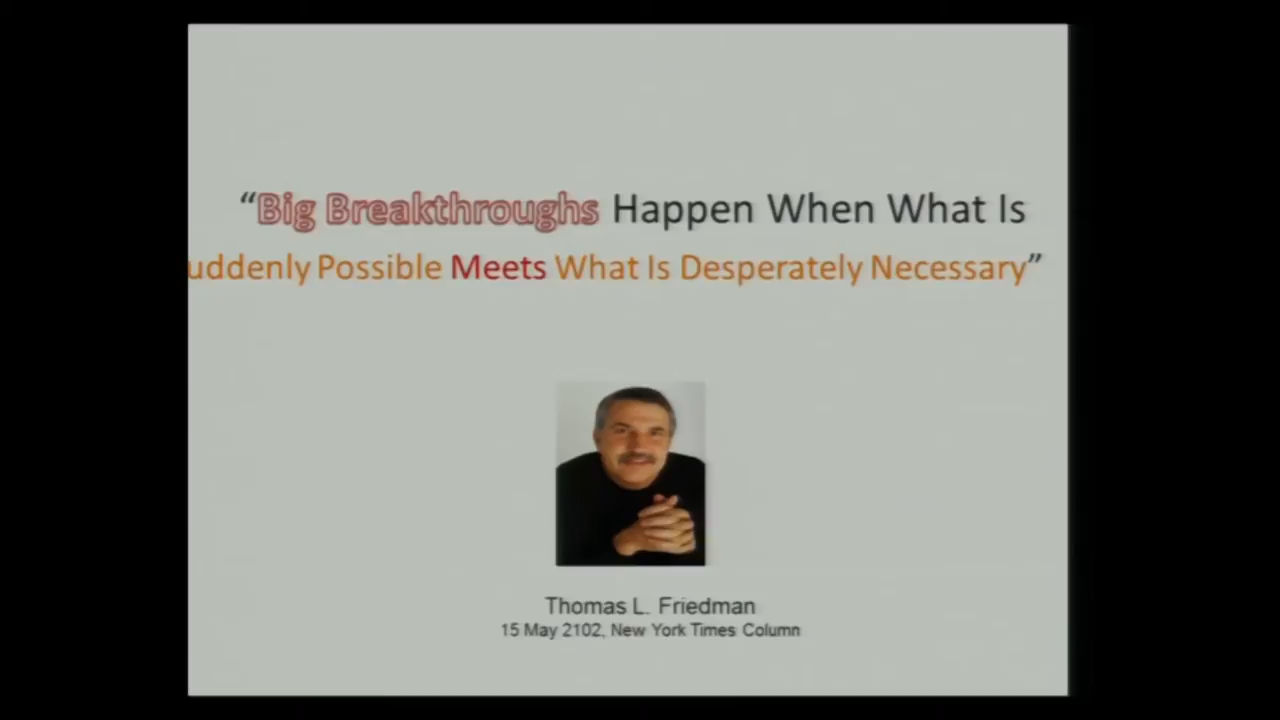 “Big Breakthroughs Happen When What Is
uddenly Possible Meets What Is Desperately Necessary”
Thomas L. Friedman
15 May 2102, New York Times Column